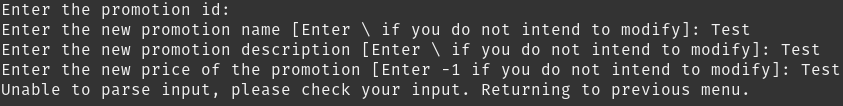 Enter the promotion id:
Enter the new promotion name [Enter \ if you do not intend to modify]: Test
Enter the new promotion description [Enter \ if you do not intend to modify]: Test
Enter the new price of the promotion [Enter -1 if you do not intend to modify]: Test
Unable to parse input, please check your input. Returning to previous menu.